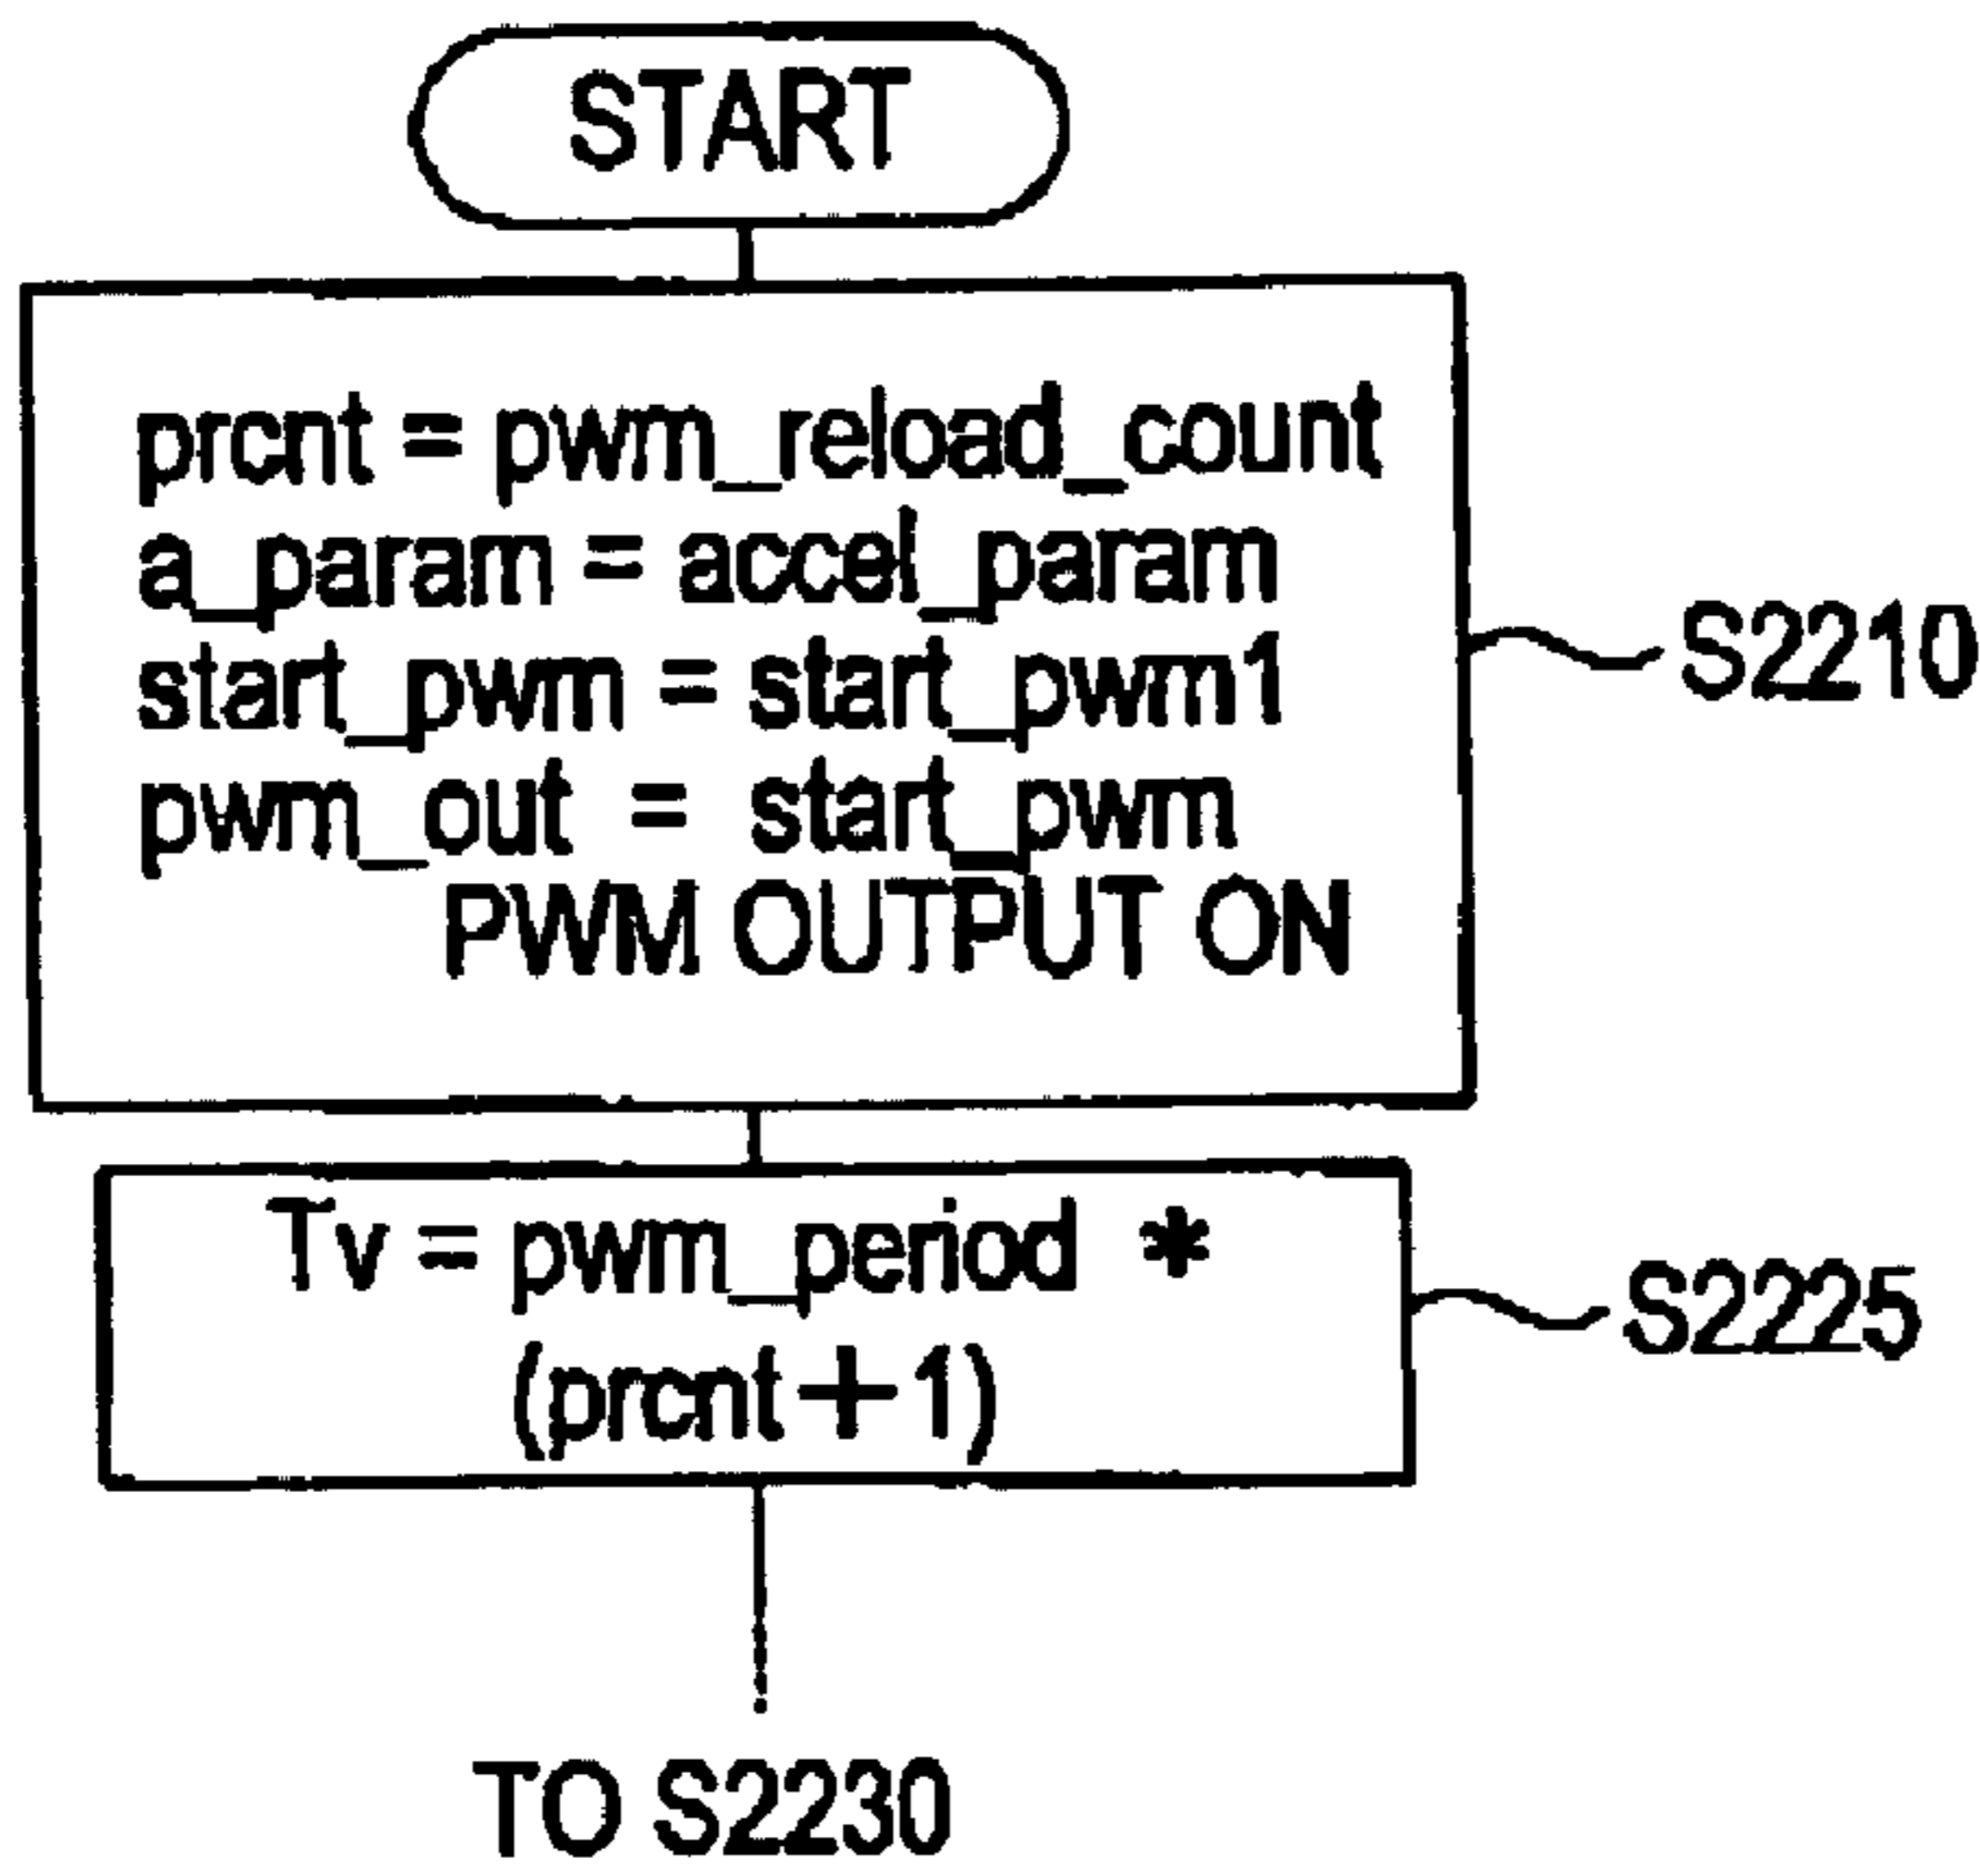 START
prcnt = pwm_reload_count
a_param = accel_param
start_pwm = start_pwm1
pwm_out = start_pwm
PWM OUTPUT ON
S2210
Tv = pwm_period *
(prcnt+1)
S2225
TO S2230